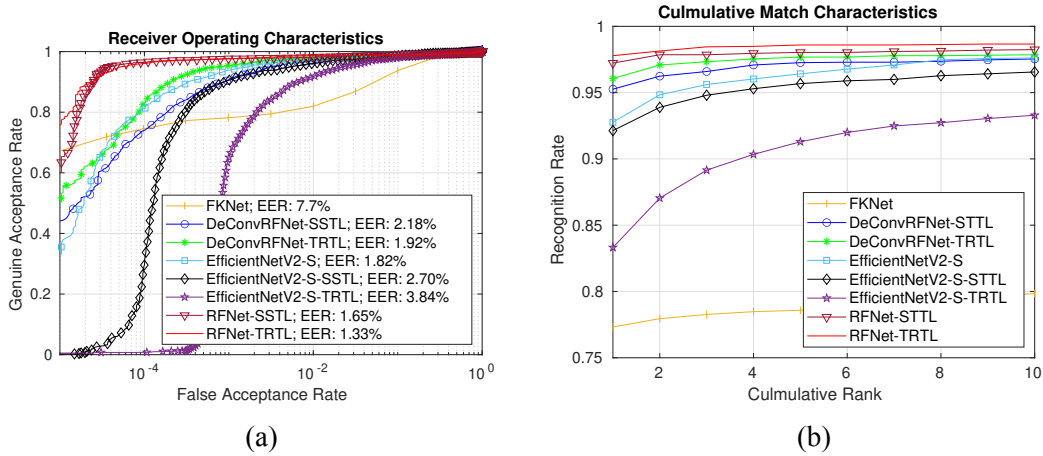 Receiver Operating Characteristics
Genuine Acceptance Rate
1
0.8
0.6
0.4
0.2
0
FKNet; EER: 7.7%
DeConvRFNet-SSTL; EER: 2.18%
DeConvRFNet-TRTL; EER: 1.92%
EfficientNetV2-S; EER: 1.82%
EfficientNetV2-S-SSTL; EER: 2.70%
EfficientNetV2-S-TRTL; EER: 3.84%
RFNet-SSTL; EER: 1.65%
RFNet-TRTL; EER: 1.33%
10^-4
10^-2
10^0
False Acceptance Rate
(a)
Culmulative Match Characteristics
Recognition Rate
1
0.95
0.9
0.85
0.8
0.75
FKNet
DeConvRFNet-STTL
DeConvRFNet-TRTL
EfficientNetV2-S
EfficientNetV2-S-STTL
EfficientNetV2-S-TRTL
RFNet-STTL
RFNet-TRTL
2
4
6
8
10
Culmulative Rank
(b)